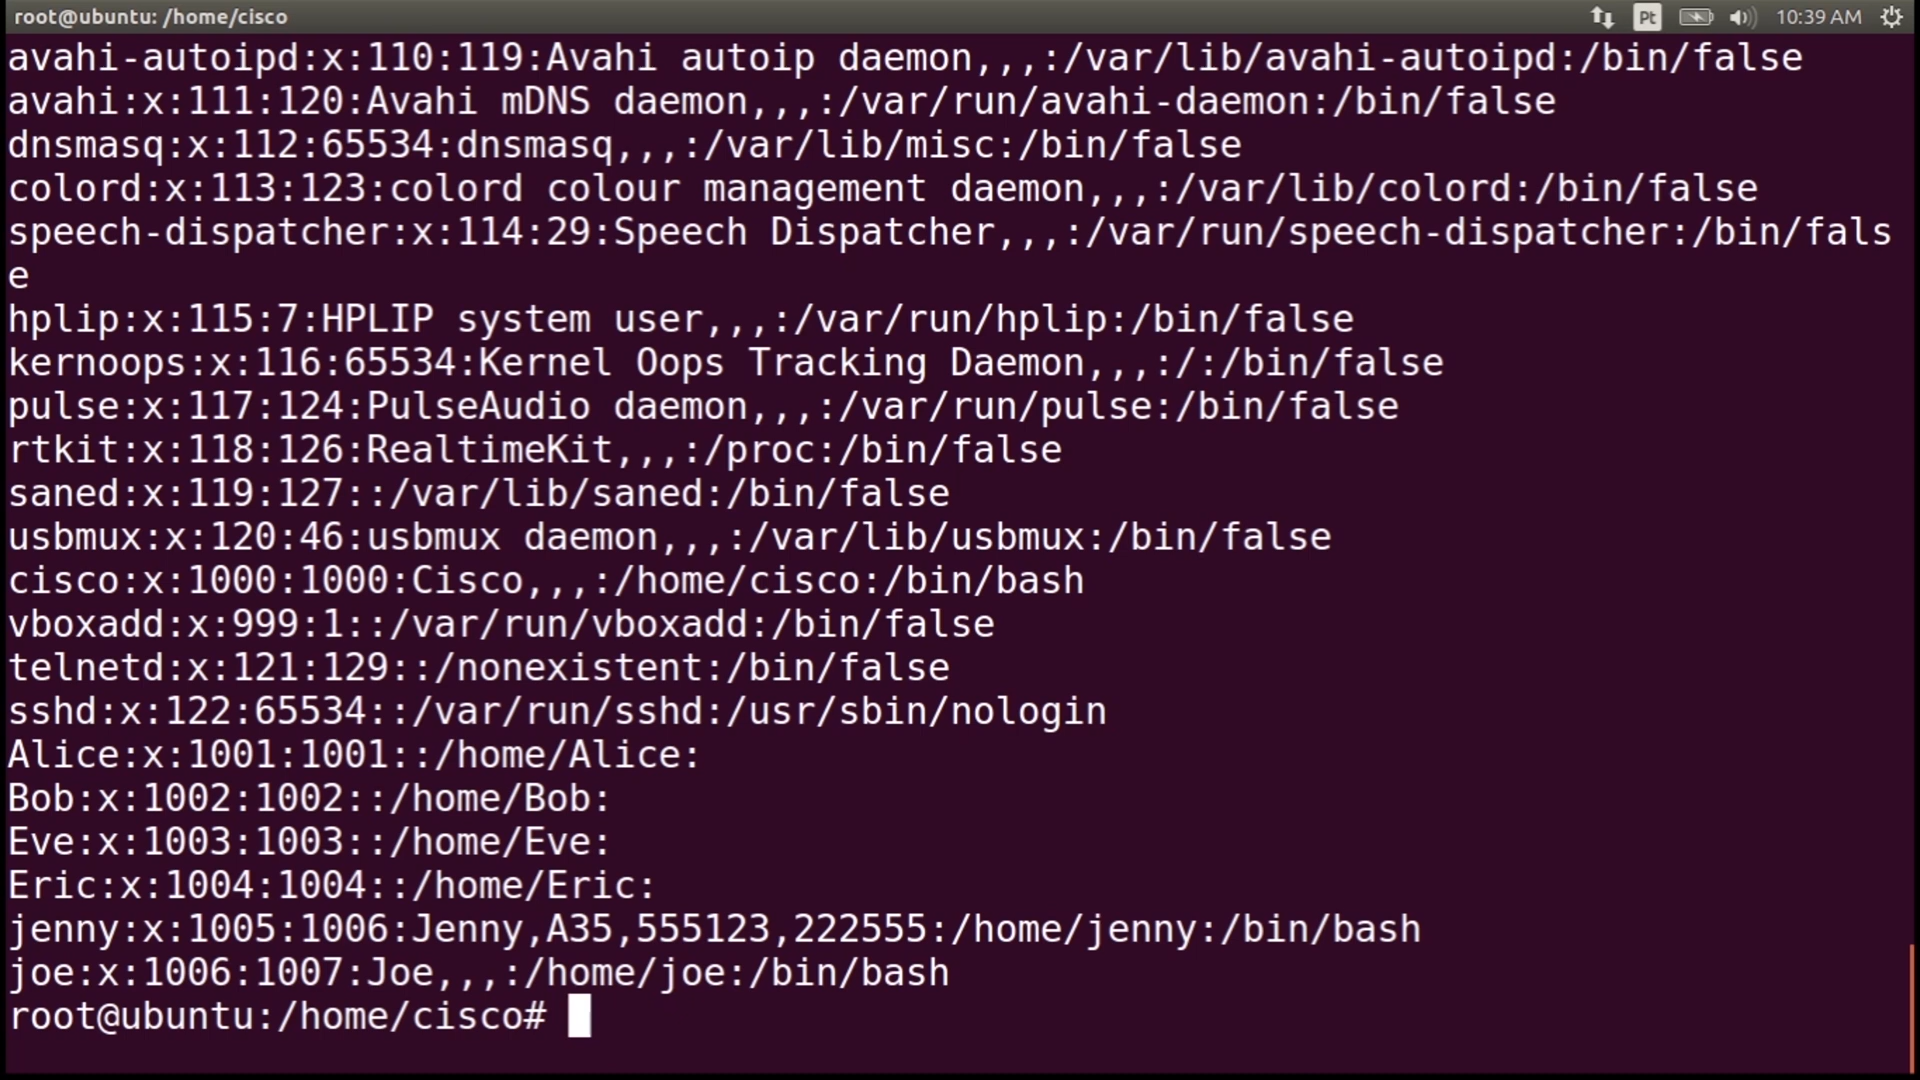 root@ubuntu: /home/cisco
Pt
10:39 AM
avahi-autoipd:x:110:119:Avahi autoip daemon,,,:/var/lib/avahi-autoipd:/bin/false
avahi:x:111:120:Avahi mDNS daemon,,,:/var/run/avahi-daemon:/bin/false
dnsmasq:x:112:65534:dnsmasq,,,:/var/lib/misc:/bin/false
colord:x:113:123:colord colour management daemon,,,:/var/lib/colord:/bin/false
speech-dispatcher:x:114:29:Speech Dispatcher,,,:/var/run/speech-dispatcher:/bin/fals
e
hplip:x:115:7:HPLIP system user,,,:/var/run/hplip:/bin/false
kernoops:x:116:65534:Kernel Oops Tracking Daemon,,,:/:/bin/false
pulse:x:117:124:PulseAudio daemon,,,:/var/run/pulse:/bin/false
rtkit:x:118:126:RealtimeKit,,,:/proc:/bin/false
saned:x:119:127::/var/lib/saned:/bin/false
usbmux:x:120:46:usbmux daemon,,,:/var/lib/usbmux:/bin/false
cisco:x:1000:1000:Cisco,,,:/home/cisco:/bin/bash
vboxadd:x:999:1::/var/run/vboxadd:/bin/false
telnetd:x:121:129::/nonexistent:/bin/false
sshd:x:122:65534::/var/run/sshd:/usr/sbin/nologin
Alice:x:1001:1001::/home/Alice:
Bob:x:1002:1002::/home/Bob:
Eve:x:1003:1003::/home/Eve:
Eric:x:1004:1004::/home/Eric:
jenny:x:1005:1006:Jenny,A35,555123,222555:/home/jenny:/bin/bash
joe:x:1006:1007:Joe,,,:/home/joe:/bin/bash
root@ubuntu:/home/cisco#